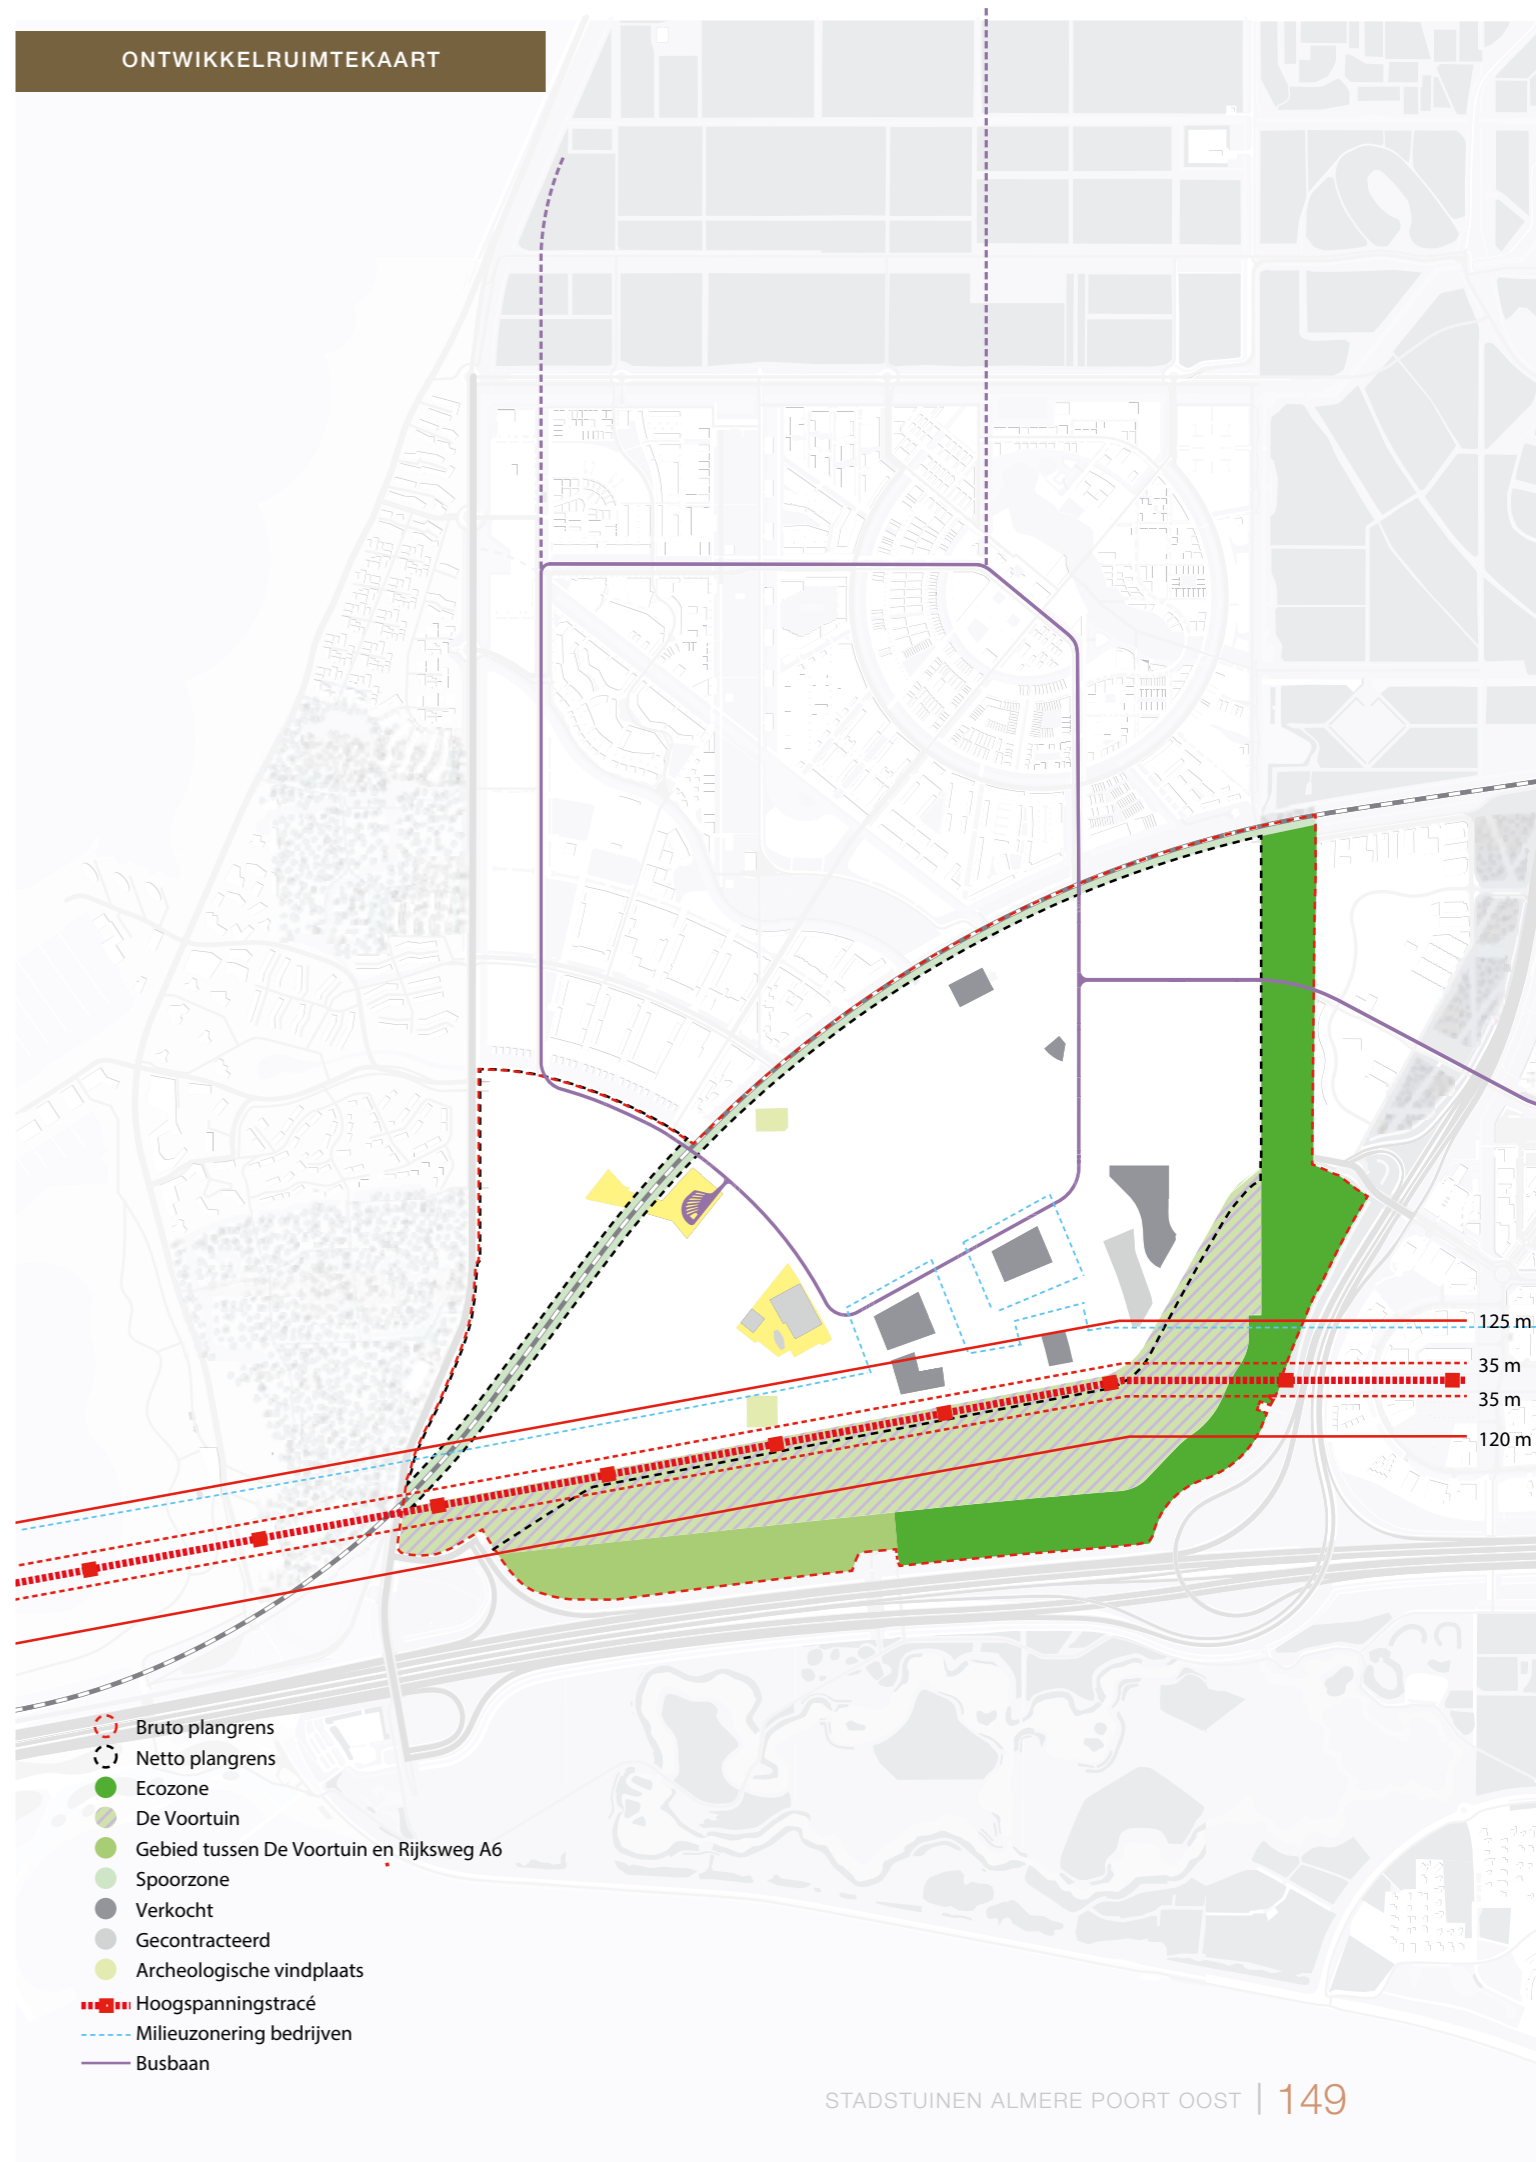 ONTWIKKELRUIMTEKAART
125 m
35 m
35 m
120 m
Bruto plangrens
Netto plangrens
Ecozone
De Voortuin
Gebied tussen De Voortuin en Rijksweg A6
Spoorzone
Verkocht
Gecontracteerd
Archeologische vindplaats
Hoogspanningstracé
Milieuzonering bedrijven
Busbaan
STADSTUINEN ALMERE POORT OOST | 149